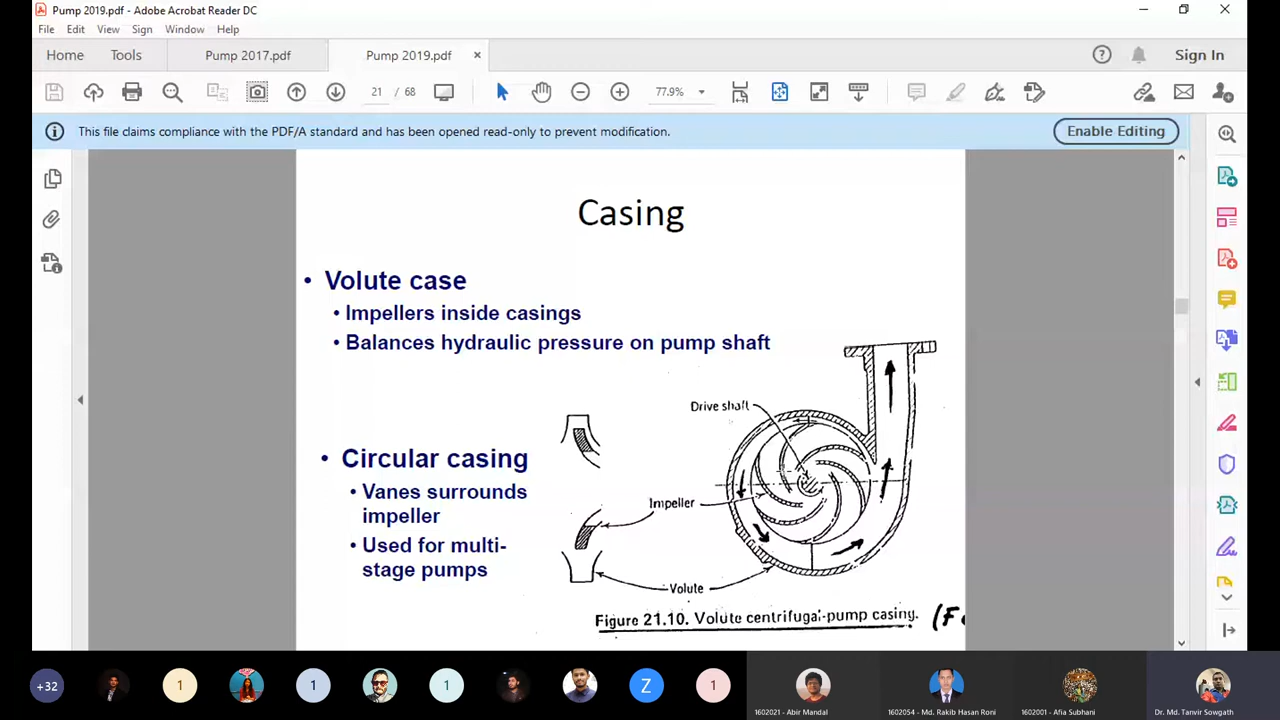 Pump 2019.pdf - Adobe Acrobat Reader DC
File Edit View Sign Window Help
Home Tools Pump 2017.pdf Pump 2019.pdf × Sign In
21 / 68 77.9%
This file claims compliance with the PDF/A standard and has been opened read-only to prevent modification. Enable Editing
Casing
• Volute case
• Impellers inside casings
• Balances hydraulic pressure on pump shaft
Drive shaft
• Circular casing
• Vanes surrounds
impeller
Impeller
• Used for multi-
stage pumps
Volute
Figure 21.10. Volute centrifugal-pump casing.
+32 1 1 1 Z 1
1602021 - Abir Mandal 1602054 - Md. Rakib Hasan Roni 1602001 - Afia Subhani Dr. Md. Tanvir Sowgath